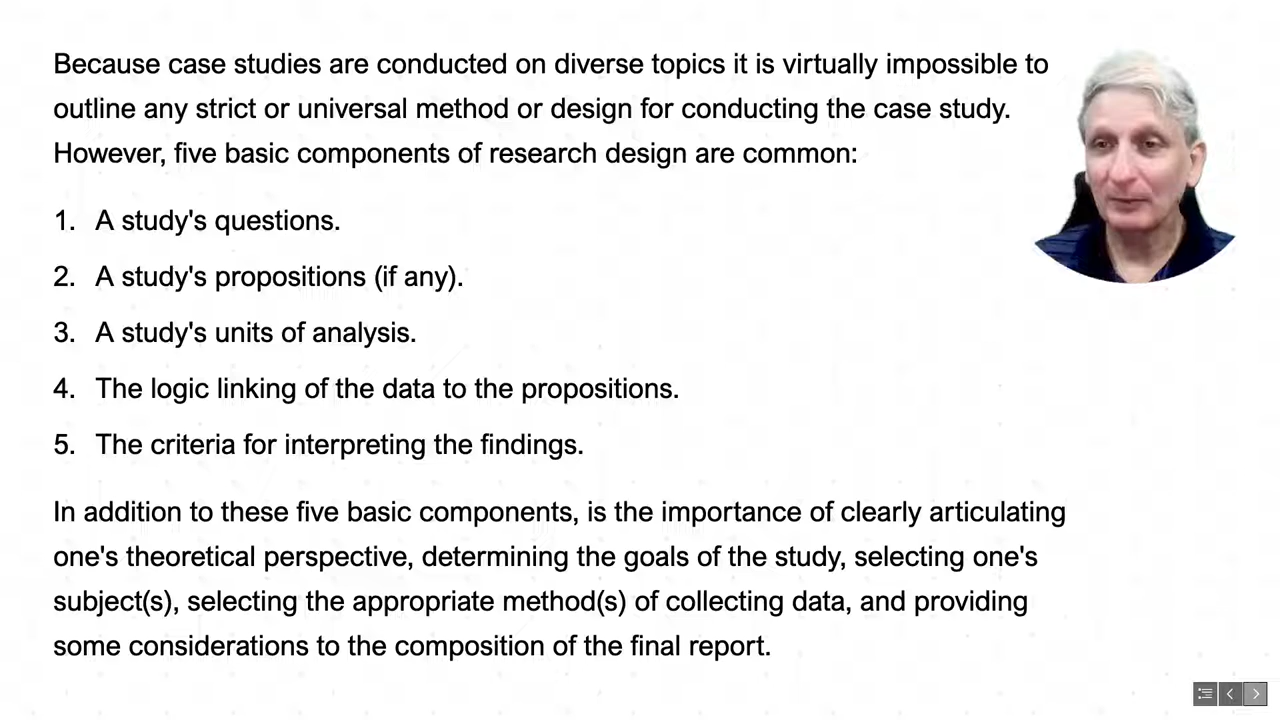 Because case studies are conducted on diverse topics it is virtually impossible to
outline any strict or universal method or design for conducting the case study.
However, five basic components of research design are common:
1. A study's questions.
2. A study's propositions (if any).
3. A study's units of analysis.
4. The logic linking of the data to the propositions.
5. The criteria for interpreting the findings.
In addition to these five basic components, is the importance of clearly articulating
one's theoretical perspective, determining the goals of the study, selecting one's
subject(s), selecting the appropriate method(s) of collecting data, and providing
some considerations to the composition of the final report.